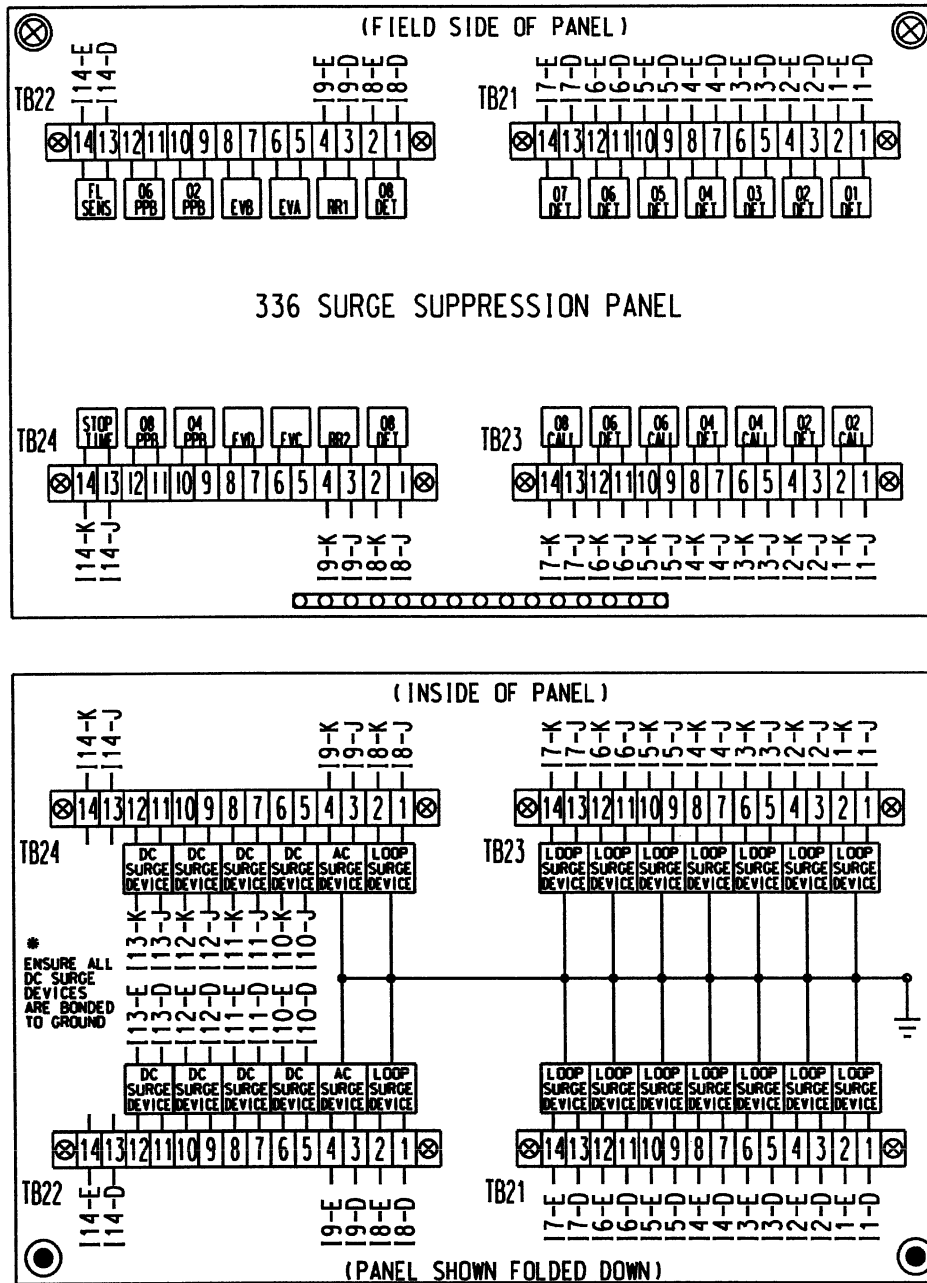 (FIELD SIDE OF PANEL)
I14-E I14-D I9-E I9-D I8-E I8-D
I7-E I7-D I6-E I6-D I5-E I5-D I4-E I4-D I3-E I3-D I2-E I2-D I1-E I1-D
TB22
TB21
14 13 12 11 10 9 8 7 6 5 4 3 2 1
14 13 12 11 10 9 8 7 6 5 4 3 2 1
FL SENS
06 PPB
02 PPB
EVB
EVA
RR1
08 DET
07 DET
06 DET
05 DET
04 DET
03 DET
02 DET
01 DET
336 SURGE SUPPRESSION PANEL
STOP TIME
08 PPB
04 PPB
EVD
EVC
RR2
08 DET
08 CALL
06 DET
06 CALL
04 DET
04 CALL
02 DET
02 CALL
TB24
TB23
14 13 12 11 10 9 8 7 6 5 4 3 2 1
14 13 12 11 10 9 8 7 6 5 4 3 2 1
I14-K I14-J I9-K I9-J I8-K I8-J
I7-K I7-J I6-K I6-J I5-K I5-J I4-K I4-J I3-K I3-J I2-K I2-J I1-K I1-J
(INSIDE OF PANEL)
I14-K I14-J I9-K I9-J I8-K I8-J
I7-K I7-J I6-K I6-J I5-K I5-J I4-K I4-J I3-K I3-J I2-K I2-J I1-K I1-J
14 13 12 11 10 9 8 7 6 5 4 3 2 1
14 13 12 11 10 9 8 7 6 5 4 3 2 1
TB24
TB23
DC SURGE DEVICE
DC SURGE DEVICE
DC SURGE DEVICE
DC SURGE DEVICE
AC SURGE DEVICE
LOOP SURGE DEVICE
LOOP SURGE DEVICE
LOOP SURGE DEVICE
LOOP SURGE DEVICE
LOOP SURGE DEVICE
LOOP SURGE DEVICE
LOOP SURGE DEVICE
LOOP SURGE DEVICE
I13-K I13-J I12-K I12-J I11-K I11-J I10-K I10-J
*
ENSURE ALL
DC SURGE
DEVICES
ARE BONDED
TO GROUND
I13-E I13-D I12-E I12-D I11-E I11-D I10-E I10-D
DC SURGE DEVICE
DC SURGE DEVICE
DC SURGE DEVICE
DC SURGE DEVICE
AC SURGE DEVICE
LOOP SURGE DEVICE
LOOP SURGE DEVICE
LOOP SURGE DEVICE
LOOP SURGE DEVICE
LOOP SURGE DEVICE
LOOP SURGE DEVICE
LOOP SURGE DEVICE
LOOP SURGE DEVICE
14 13 12 11 10 9 8 7 6 5 4 3 2 1
14 13 12 11 10 9 8 7 6 5 4 3 2 1
TB22
TB21
I14-E I14-D I9-E I9-D I8-E I8-D
I7-E I7-D I6-E I6-D I5-E I5-D I4-E I4-D I3-E I3-D I2-E I2-D I1-E I1-D
(PANEL SHOWN FOLDED DOWN)